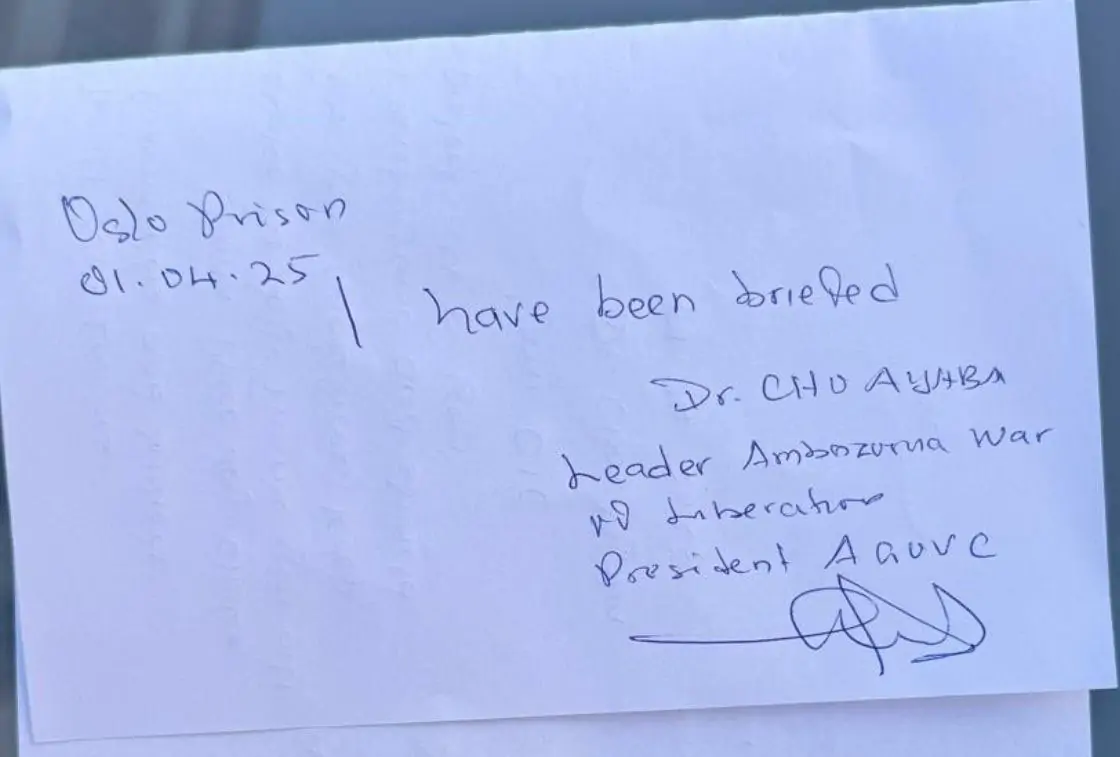 Oslo Prison
01.04.25
I have been briefed
Dr. CHO AYABA
Leader Ambazonia War
of Liberation
President AGovC